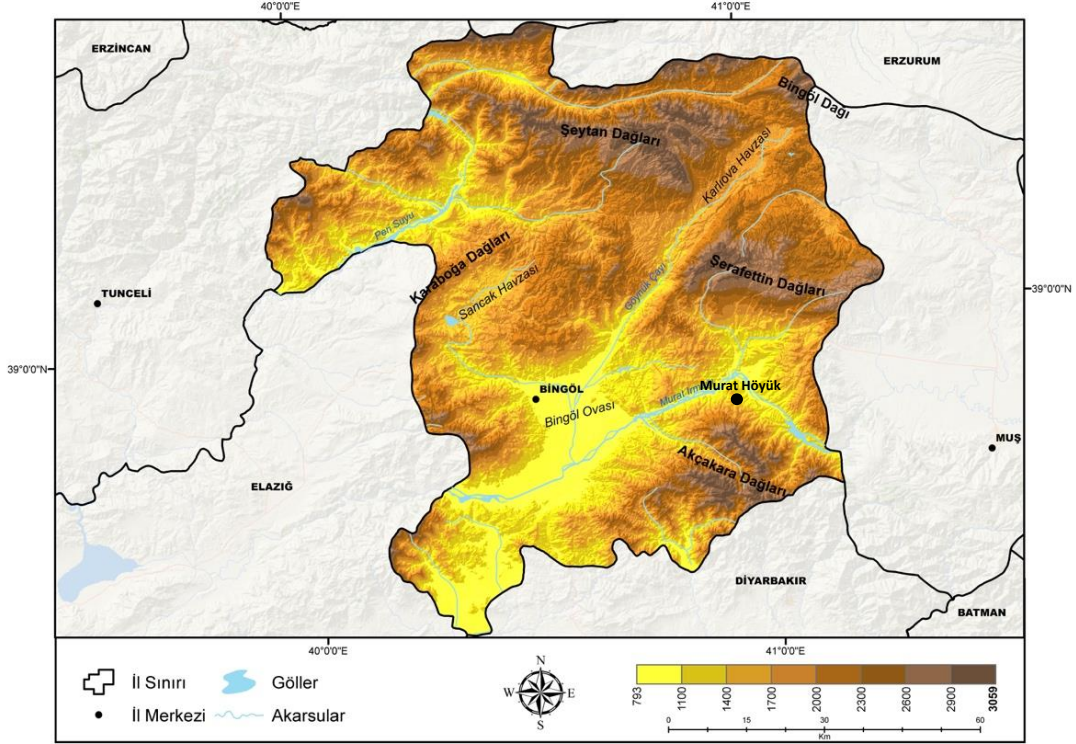 40°0'0"E 41°0'0"E
ERZİNCAN
ERZURUM
Bingöl Dağı
Şeytan Dağları
Karlıova Havzası
39°0'0"N
Peri Suyu
Karaboğa Dağları
Sancak Havzası
Göynük Çayı
Şerafettin Dağları
TUNCELİ
39°0'0"N
BİNGÖL
Bingöl Ovası
Murat
Murat Höyük
MUŞ
Akçakara Dağları
ELAZIĞ
DİYARBAKIR
BATMAN
40°0'0"E 41°0'0"E
İl Sınırı Göller
İl Merkezi Akarsular
N
W E
S
793 1100 1400 1700 2000 2300 2600 2900 3059
0 15 30 60
Km